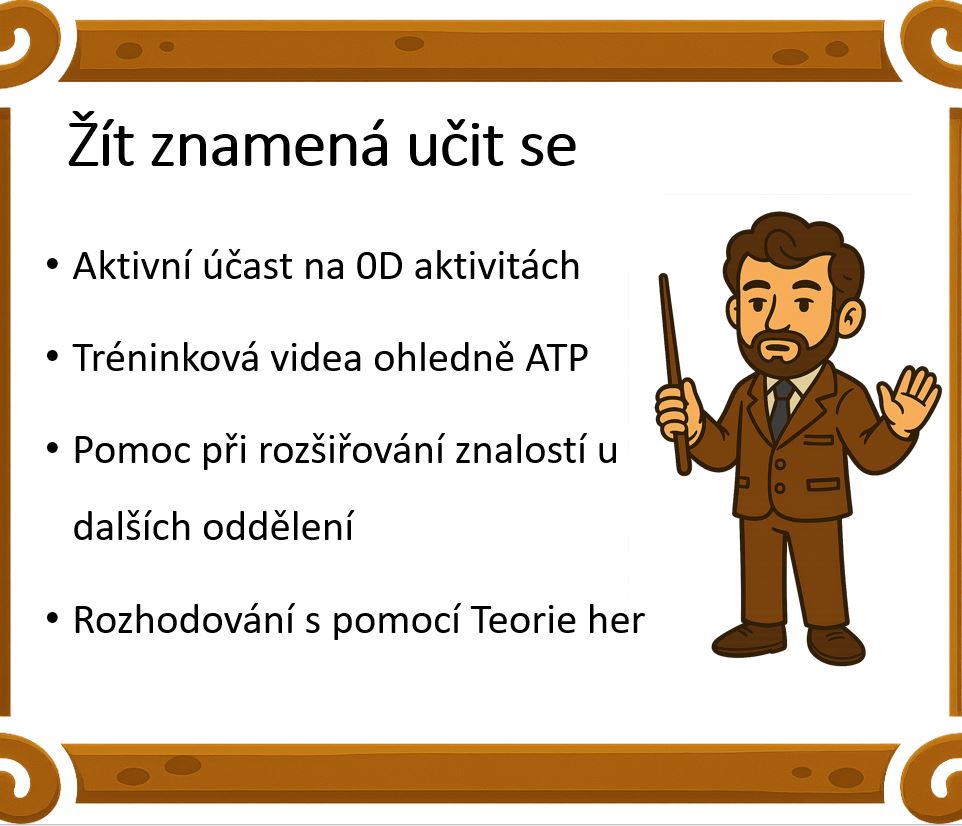 Žít znamená učit se
• Aktivní účast na 0D aktivitách
• Tréninková videa ohledně ATP
• Pomoc při rozšiřování znalostí u
dalších oddělení
• Rozhodování s pomocí Teorie her